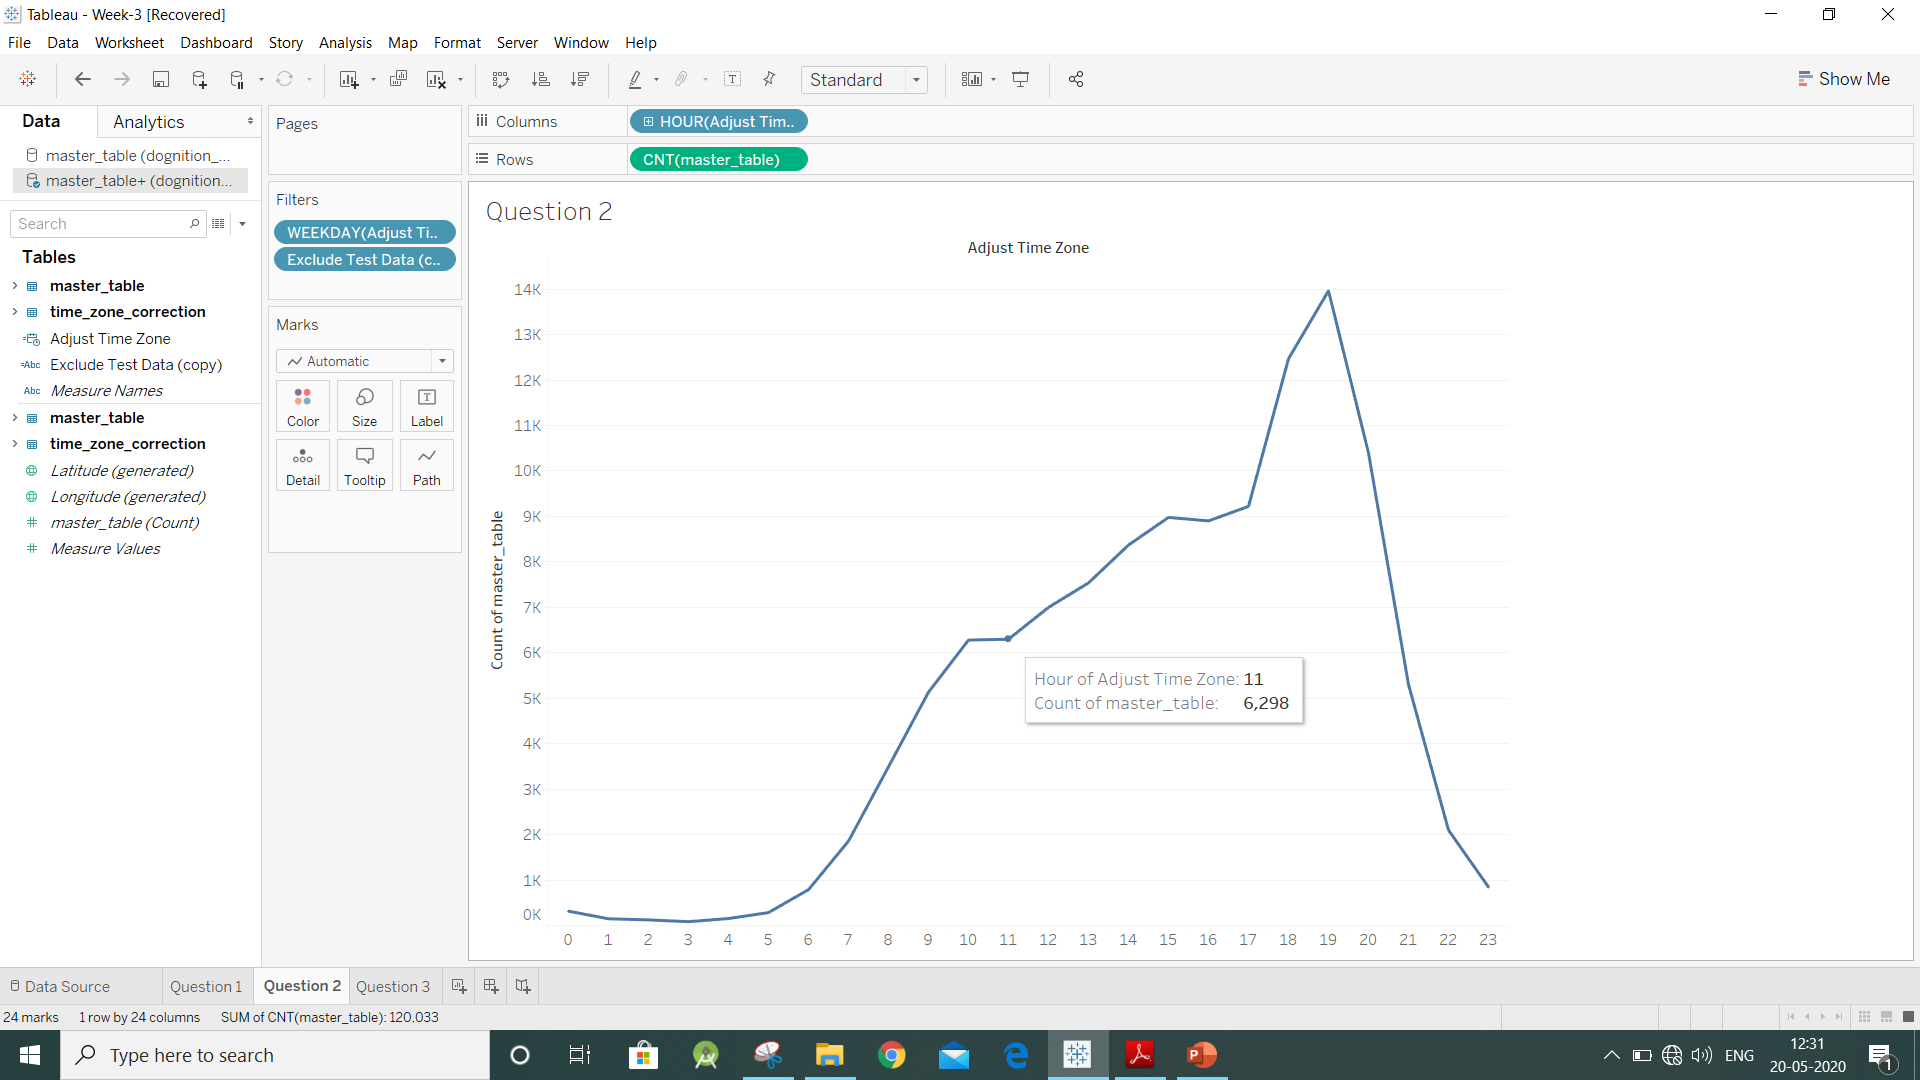 Tableau - Week-3 [Recovered]
File Data Worksheet Dashboard Story Analysis Map Format Server Window Help
Standard
Show Me
Data Analytics
master_table (dognition_...
master_table+ (dognition...
Search
Tables
master_table
time_zone_correction
Adjust Time Zone
=Abc Exclude Test Data (copy)
Abc Measure Names
master_table
time_zone_correction
Latitude (generated)
Longitude (generated)
# master_table (Count)
# Measure Values
Pages
Filters
WEEKDAY(Adjust Ti..
Exclude Test Data (c..
Marks
Automatic
Color Size Label
Detail Tooltip Path
Columns HOUR(Adjust Tim..
Rows CNT(master_table)
Question 2
Adjust Time Zone
Count of master_table
14K
13K
12K
11K
10K
9K
8K
7K
6K
5K
4K
3K
2K
1K
0K
Hour of Adjust Time Zone: 11
Count of master_table: 6,298
0 1 2 3 4 5 6 7 8 9 10 11 12 13 14 15 16 17 18 19 20 21 22 23
Data Source Question 1 Question 2 Question 3
24 marks 1 row by 24 columns SUM of CNT(master_table): 120,033
Type here to search
ENG
12:31
20-05-2020
1